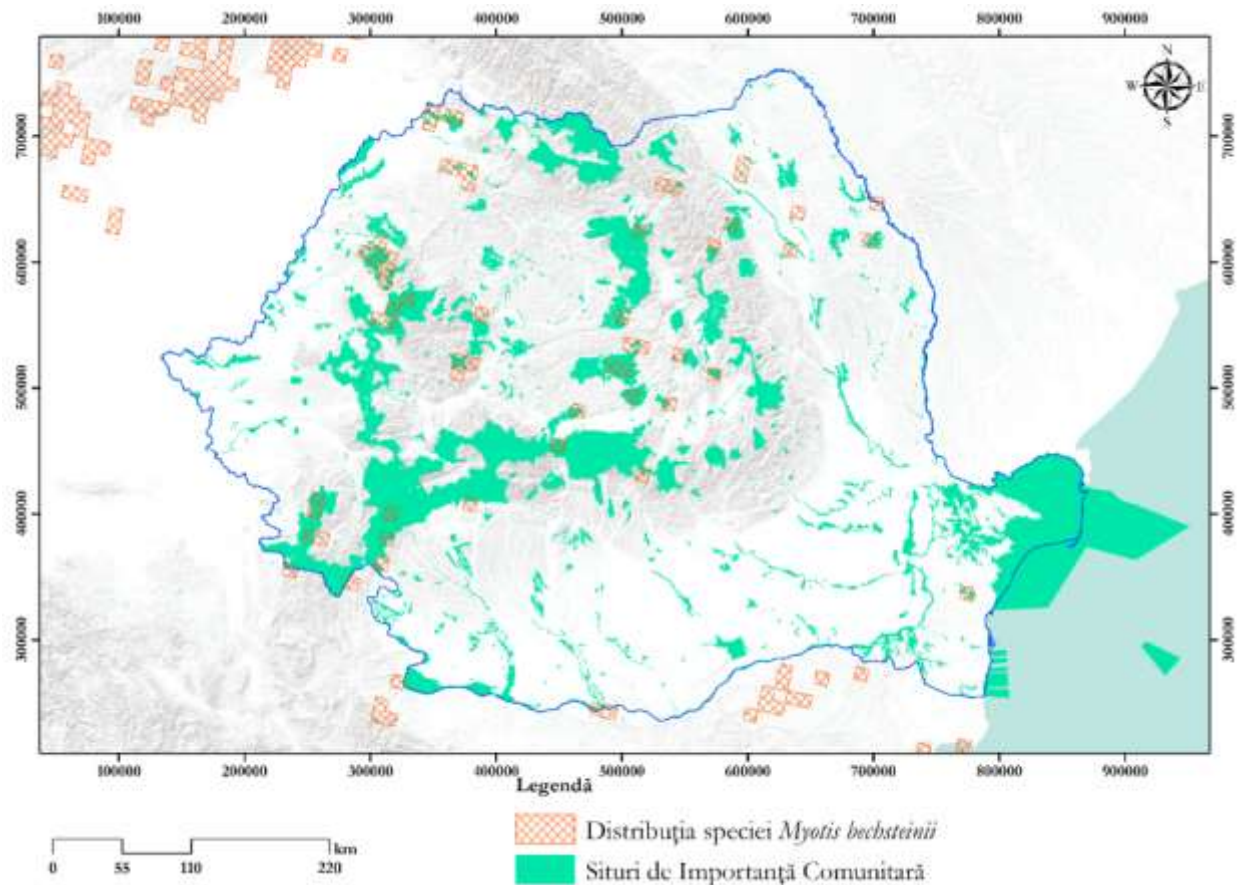 100000 200000 300000 400000 500000 600000 700000 800000 900000
N
W E
S
700000 700000
600000 600000
500000 500000
400000 400000
300000 300000
100000 200000 300000 400000 500000 600000 700000 800000 900000
Legendă
Distribuția speciei Myotis bechsteinii
km
0 55 110 220
Situri de Importanță Comunitară